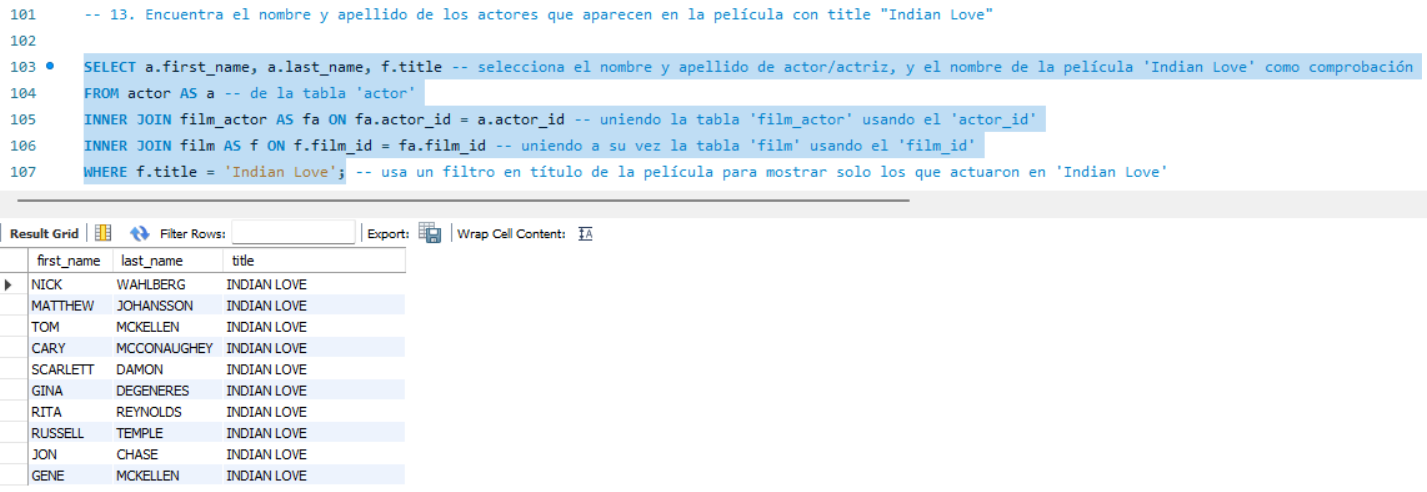 101 -- 13. Encuentra el nombre y apellido de los actores que aparecen en la película con title "Indian Love"
102
103 SELECT a.first_name, a.last_name, f.title -- selecciona el nombre y apellido de actor/actriz, y el nombre de la película 'Indian Love' como comprobación
104 FROM actor AS a -- de la tabla 'actor'
105 INNER JOIN film_actor AS fa ON fa.actor_id = a.actor_id -- uniendo la tabla 'film_actor' usando el 'actor_id'
106 INNER JOIN film AS f ON f.film_id = fa.film_id -- uniendo a su vez la tabla 'film' usando el 'film_id'
107 WHERE f.title = 'Indian Love'; -- usa un filtro en título de la película para mostrar solo los que actuaron en 'Indian Love'
Result Grid Filter Rows: Export: Wrap Cell Content:
first_name last_name title
NICK WAHLBERG INDIAN LOVE
MATTHEW JOHANSSON INDIAN LOVE
TOM MCKELLEN INDIAN LOVE
CARY MCCONAUGHEY INDIAN LOVE
SCARLETT DAMON INDIAN LOVE
GINA DEGENERES INDIAN LOVE
RITA REYNOLDS INDIAN LOVE
RUSSELL TEMPLE INDIAN LOVE
JON CHASE INDIAN LOVE
GENE MCKELLEN INDIAN LOVE